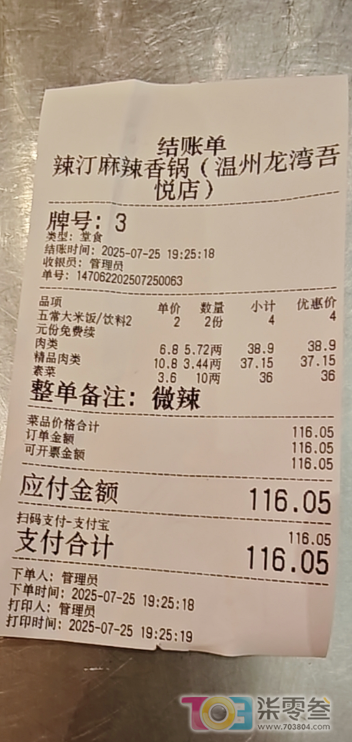 结账单
辣汀麻辣香锅(温州龙湾吾
悦店)
牌号: 3
类型: 堂食
结账时间: 2025-07-25 19:25:18
收银员: 管理员
单号: 147062202507250063
品项 单价 数量 小计 优惠价
五常大米饭/饮料2 2 2份 4 4
元份免费续
肉类 6.8 5.72两 38.9 38.9
精品肉类 10.8 3.44两 37.15 37.15
素菜 3.6 10两 36 36
整单备注: 微辣
菜品价格合计 116.05
订单金额 116.05
可开票金额 116.05
应付金额 116.05
扫码支付-支付宝 116.05
支付合计 116.05
下单人: 管理员
下单时间: 2025-07-25 19:25:18
打印人: 管理员
打印时间: 2025-07-25 19:25:19
703 柒零叁
www.703804.com